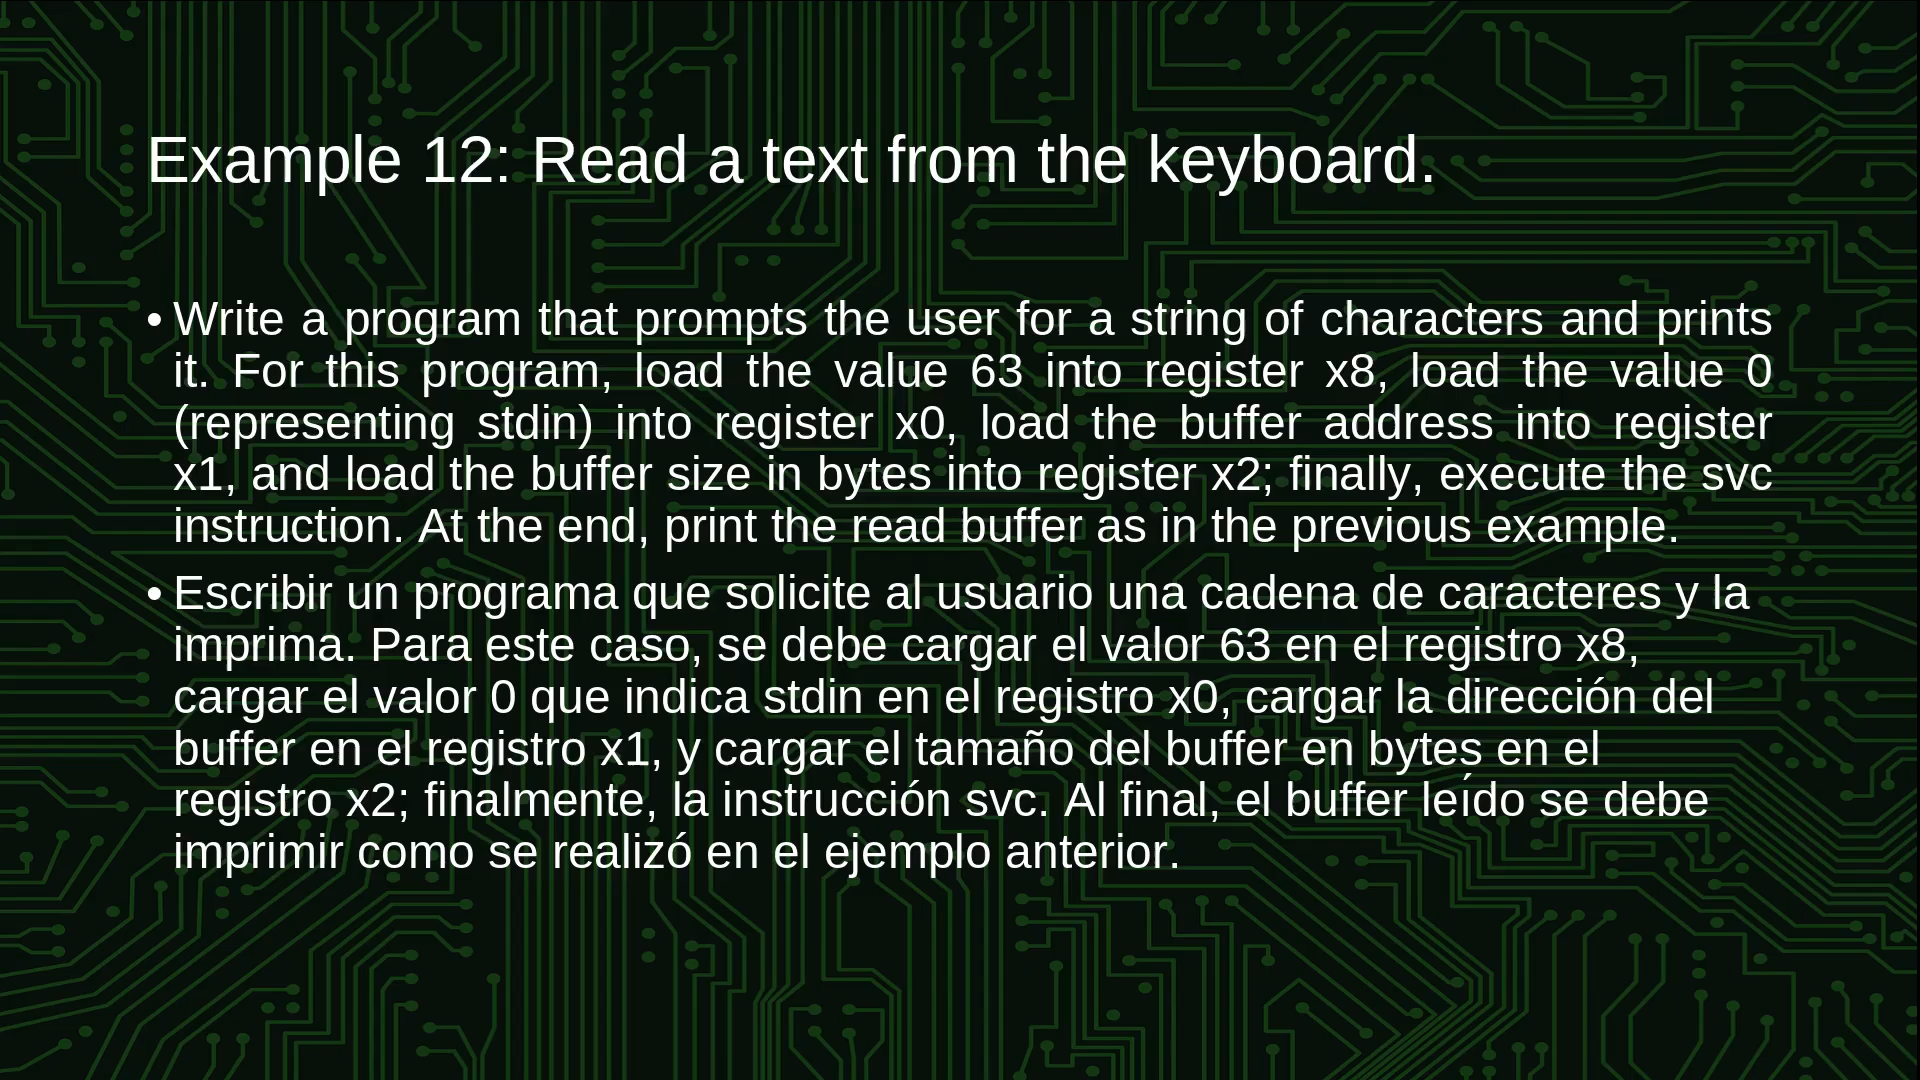 Example 12: Read a text from the keyboard.
• Write a program that prompts the user for a string of characters and prints
it. For this program, load the value 63 into register x8, load the value 0
(representing stdin) into register x0, load the buffer address into register
x1, and load the buffer size in bytes into register x2; finally, execute the svc
instruction. At the end, print the read buffer as in the previous example.
• Escribir un programa que solicite al usuario una cadena de caracteres y la
imprima. Para este caso, se debe cargar el valor 63 en el registro x8,
cargar el valor 0 que indica stdin en el registro x0, cargar la dirección del
buffer en el registro x1, y cargar el tamaño del buffer en bytes en el
registro x2; finalmente, la instrucción svc. Al final, el buffer leído se debe
imprimir como se realizó en el ejemplo anterior.